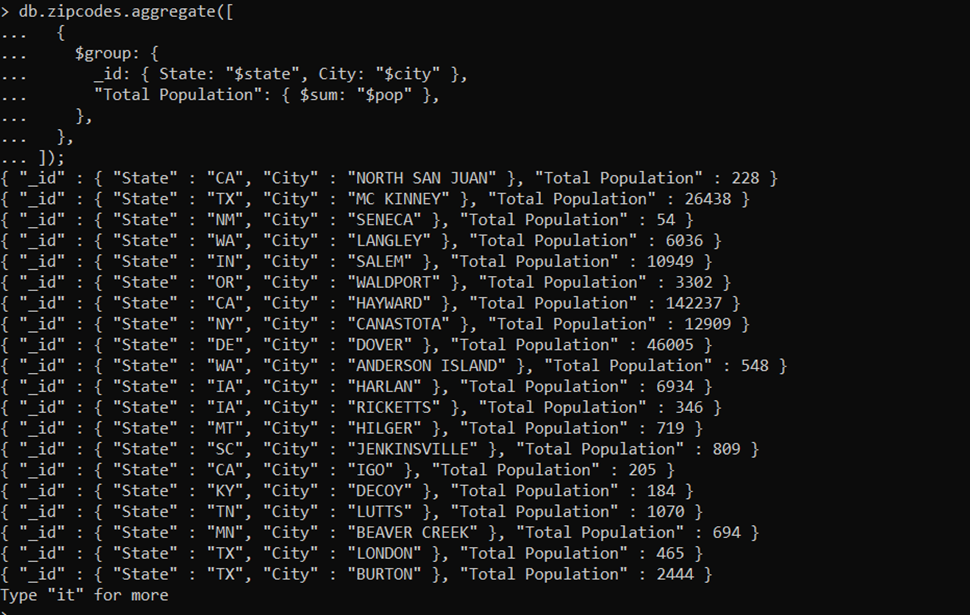 > db.zipcodes.aggregate([
...   {
...     $group: {
...       _id: { State: "$state", City: "$city" },
...       "Total Population": { $sum: "$pop" },
...     },
...   },
... ]);
{ "_id" : { "State" : "CA", "City" : "NORTH SAN JUAN" }, "Total Population" : 228 }
{ "_id" : { "State" : "TX", "City" : "MC KINNEY" }, "Total Population" : 26438 }
{ "_id" : { "State" : "NM", "City" : "SENECA" }, "Total Population" : 54 }
{ "_id" : { "State" : "WA", "City" : "LANGLEY" }, "Total Population" : 6036 }
{ "_id" : { "State" : "IN", "City" : "SALEM" }, "Total Population" : 10949 }
{ "_id" : { "State" : "OR", "City" : "WALDPORT" }, "Total Population" : 3302 }
{ "_id" : { "State" : "CA", "City" : "HAYWARD" }, "Total Population" : 142237 }
{ "_id" : { "State" : "NY", "City" : "CANASTOTA" }, "Total Population" : 12909 }
{ "_id" : { "State" : "DE", "City" : "DOVER" }, "Total Population" : 46005 }
{ "_id" : { "State" : "WA", "City" : "ANDERSON ISLAND" }, "Total Population" : 548 }
{ "_id" : { "State" : "IA", "City" : "HARLAN" }, "Total Population" : 6934 }
{ "_id" : { "State" : "IA", "City" : "RICKETTS" }, "Total Population" : 346 }
{ "_id" : { "State" : "MT", "City" : "HILGER" }, "Total Population" : 719 }
{ "_id" : { "State" : "SC", "City" : "JENKINSVILLE" }, "Total Population" : 809 }
{ "_id" : { "State" : "CA", "City" : "IGO" }, "Total Population" : 205 }
{ "_id" : { "State" : "KY", "City" : "DECOY" }, "Total Population" : 184 }
{ "_id" : { "State" : "TN", "City" : "LUTTS" }, "Total Population" : 1070 }
{ "_id" : { "State" : "MN", "City" : "BEAVER CREEK" }, "Total Population" : 694 }
{ "_id" : { "State" : "TX", "City" : "LONDON" }, "Total Population" : 465 }
{ "_id" : { "State" : "TX", "City" : "BURTON" }, "Total Population" : 2444 }
Type "it" for more
>